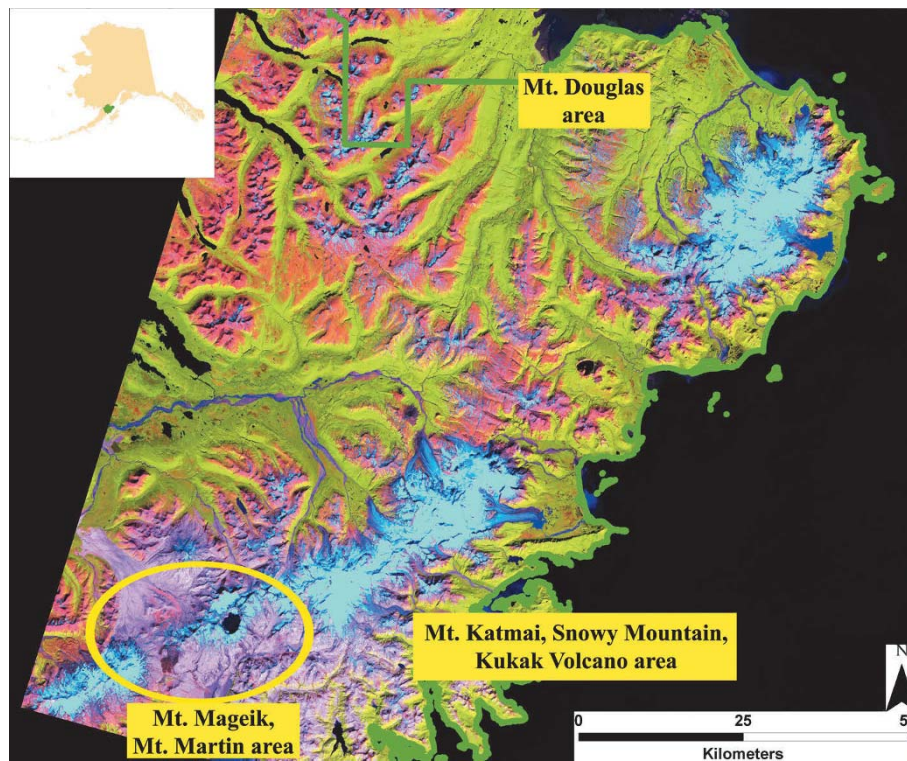 Mt. Douglas
area
Mt. Katmai, Snowy Mountain,
Kukak Volcano area
Mt. Mageik,
Mt. Martin area
N
0
25
Kilometers